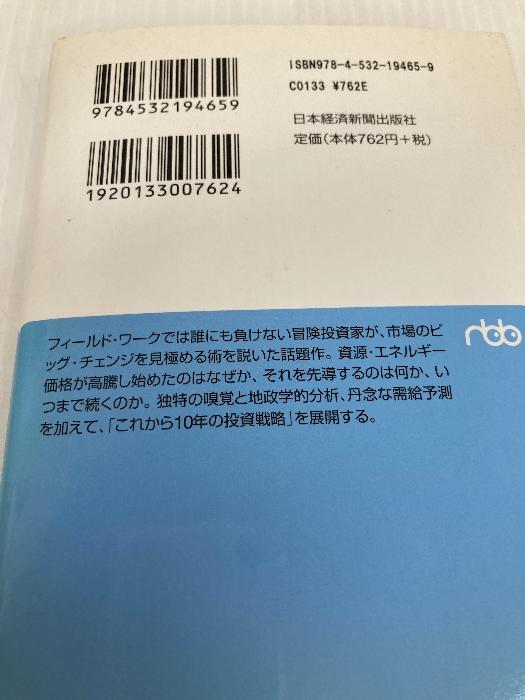 ISBN978-4-532-19465-9
C0133 ¥762E
9784532194659
日本経済新聞出版社
定価(本体762円+税)
1920133007624
nbb
フィールド・ワークでは誰にも負けない冒険投資家が、市場のビ
ッグ・チェンジを見極める術を説いた話題作。資源・エネルギー
価格が高騰し始めたのはなぜか、それを先導するのは何か、い
つまで続くのか。独特の嗅覚と地政学的分析、丹念な需給予測
を加えて、「これから10年の投資戦略」を展開する。